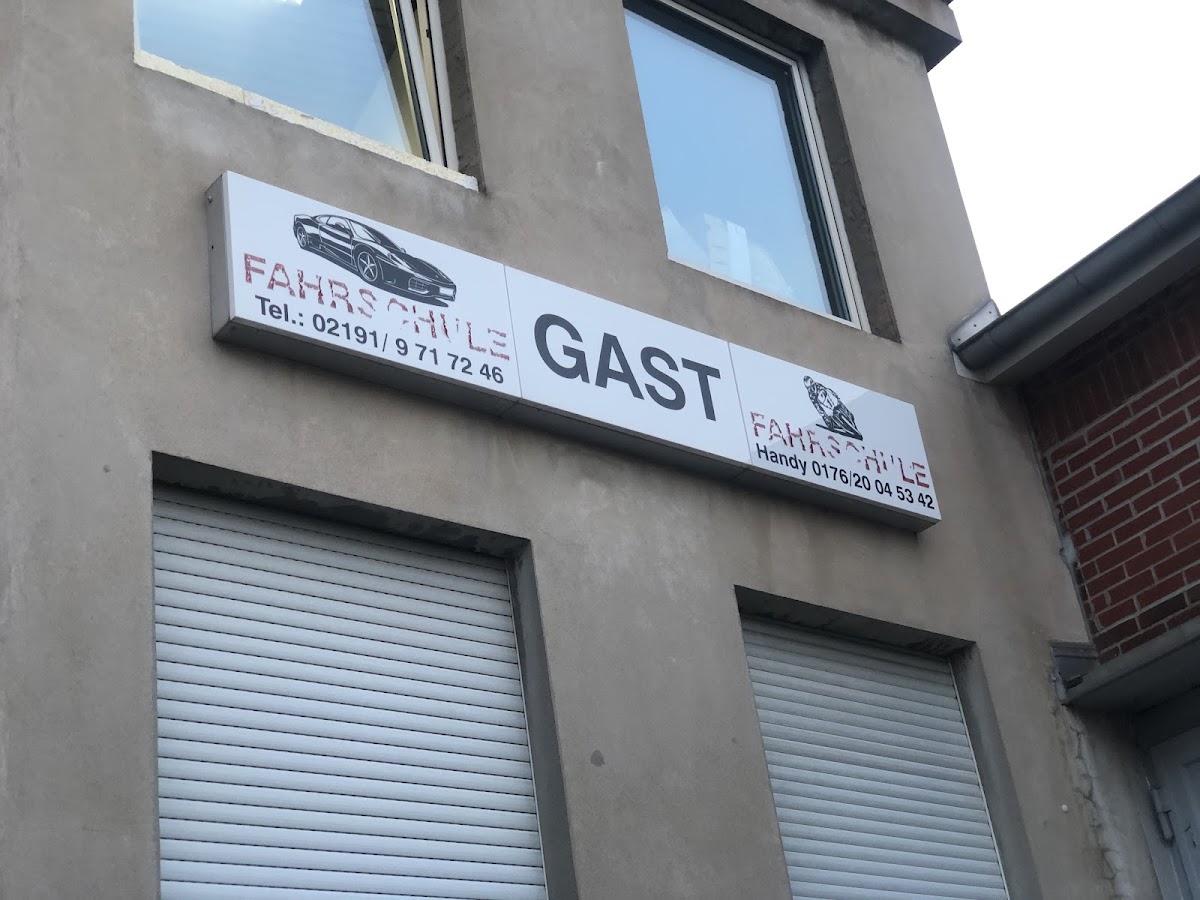 FAHRSCHULE
Tel.: 02191/ 9 71 72 46
GAST
FAHRSCHULE
Handy 0176/20 04 53 42